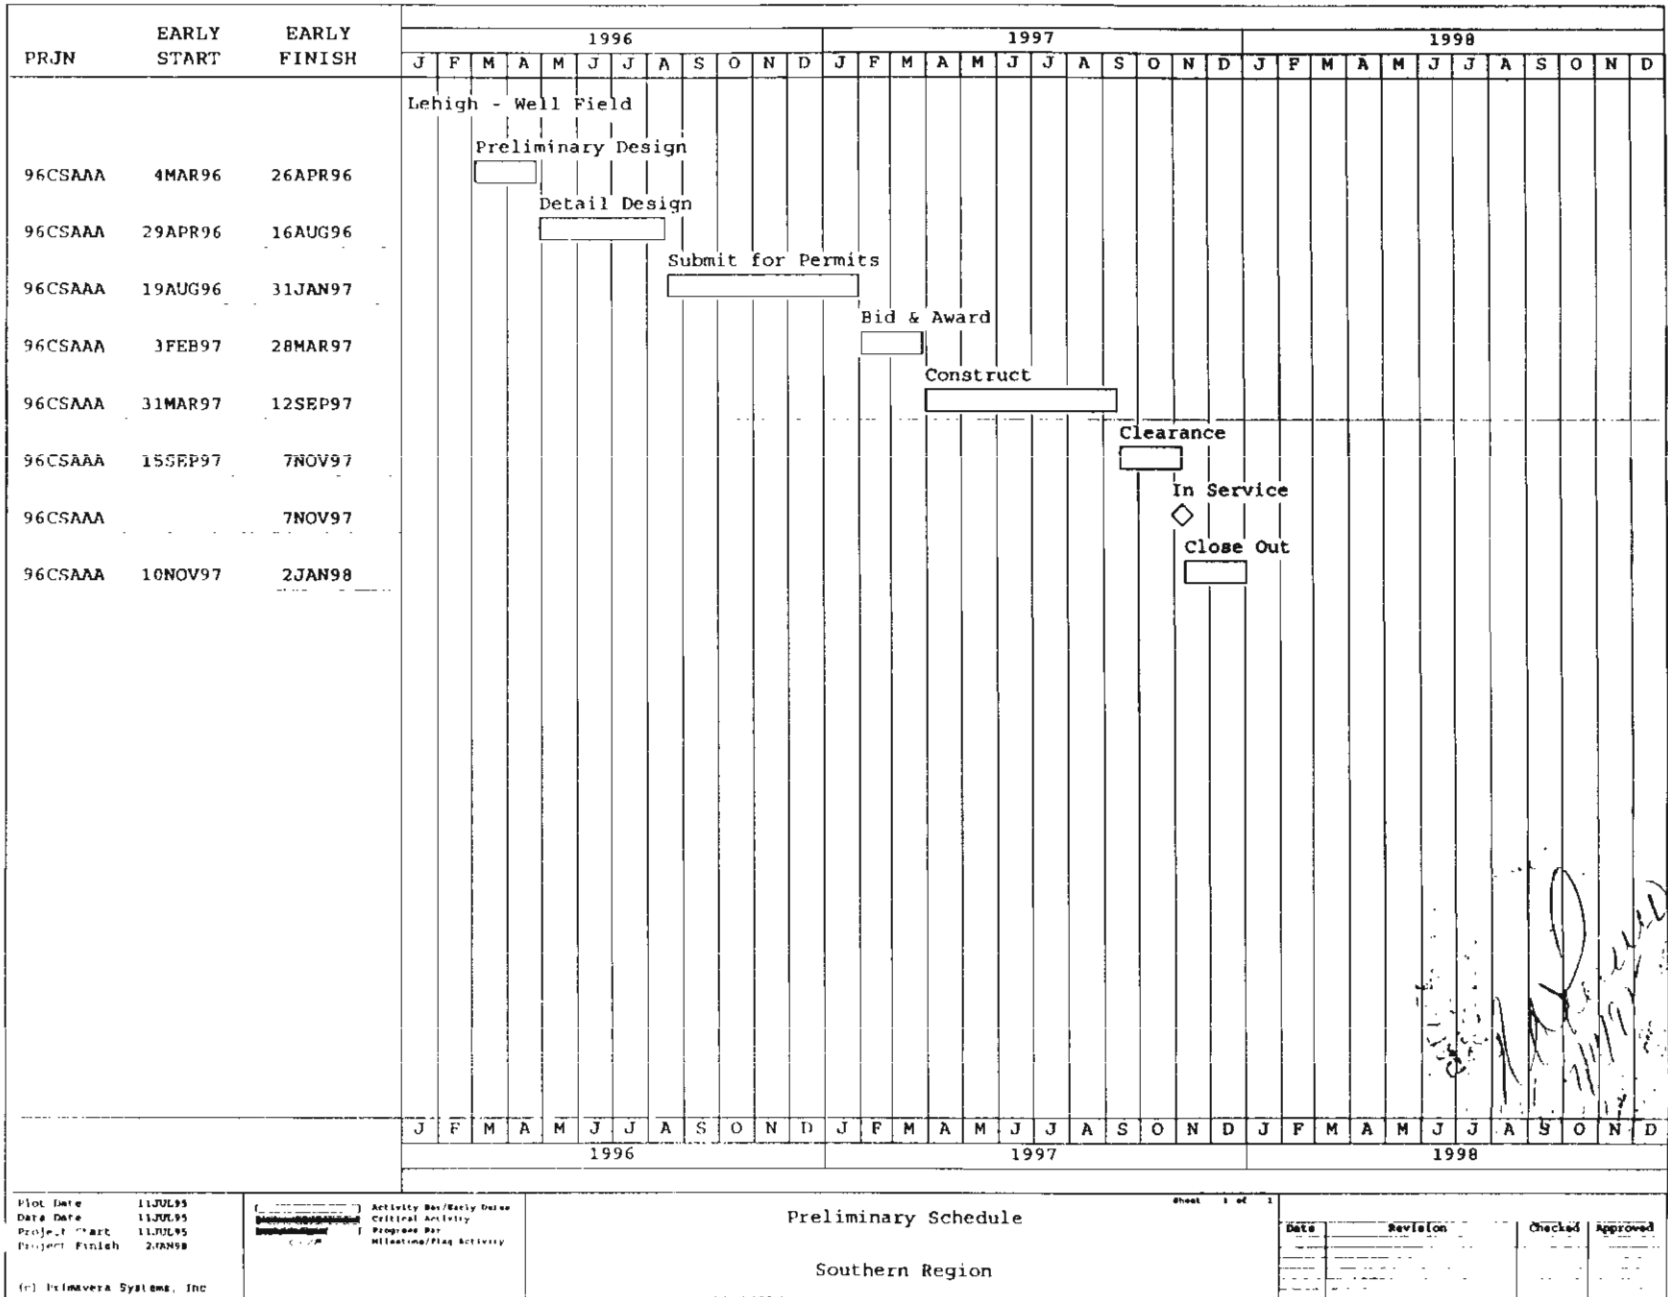 PRJN EARLY START EARLY FINISH
1996 1997 1998
J F M A M J J A S O N D J F M A M J J A S O N D J F M A M J J A S O N D
Lehigh - Well Field
Preliminary Design
96CSAAA 4MAR96 26APR96
Detail Design
96CSAAA 29APR96 16AUG96
Submit for Permits
96CSAAA 19AUG96 31JAN97
Bid & Award
96CSAAA 3FEB97 28MAR97
Construct
96CSAAA 31MAR97 12SEP97
Clearance
96CSAAA 15SEP97 7NOV97
In Service
96CSAAA 7NOV97
Close Out
96CSAAA 10NOV97 2JAN98
J F M A M J J A S O N D J F M A M J J A S O N D J F M A M J J A S O N D
1996 1997 1998
Plot Date 11JUL95
Data Date 11JUL95
Project Start 11JUL95
Project Finish 2JAN98
(c) Primavera Systems, Inc
Activity Bar/Early Dates
Critical Activity
Progress Bar
Milestone/Flag Activity
Preliminary Schedule
Southern Region
Sheet 1 of 1
Date Revision Checked Approved